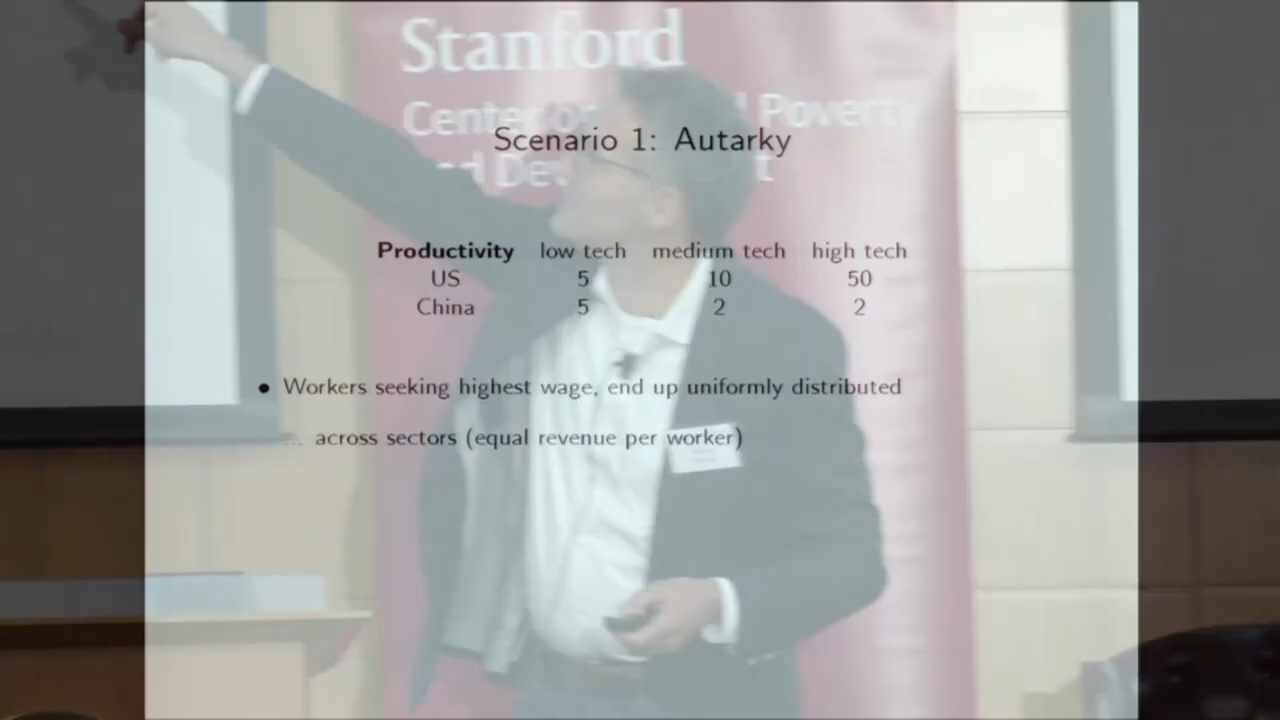 Stanford
Poverty
Scenario 1: Autarky
Productivity low tech medium tech high tech
US 5 10 50
China 5 2 2
• Workers seeking highest wage, end up uniformly distributed
... across sectors (equal revenue per worker)